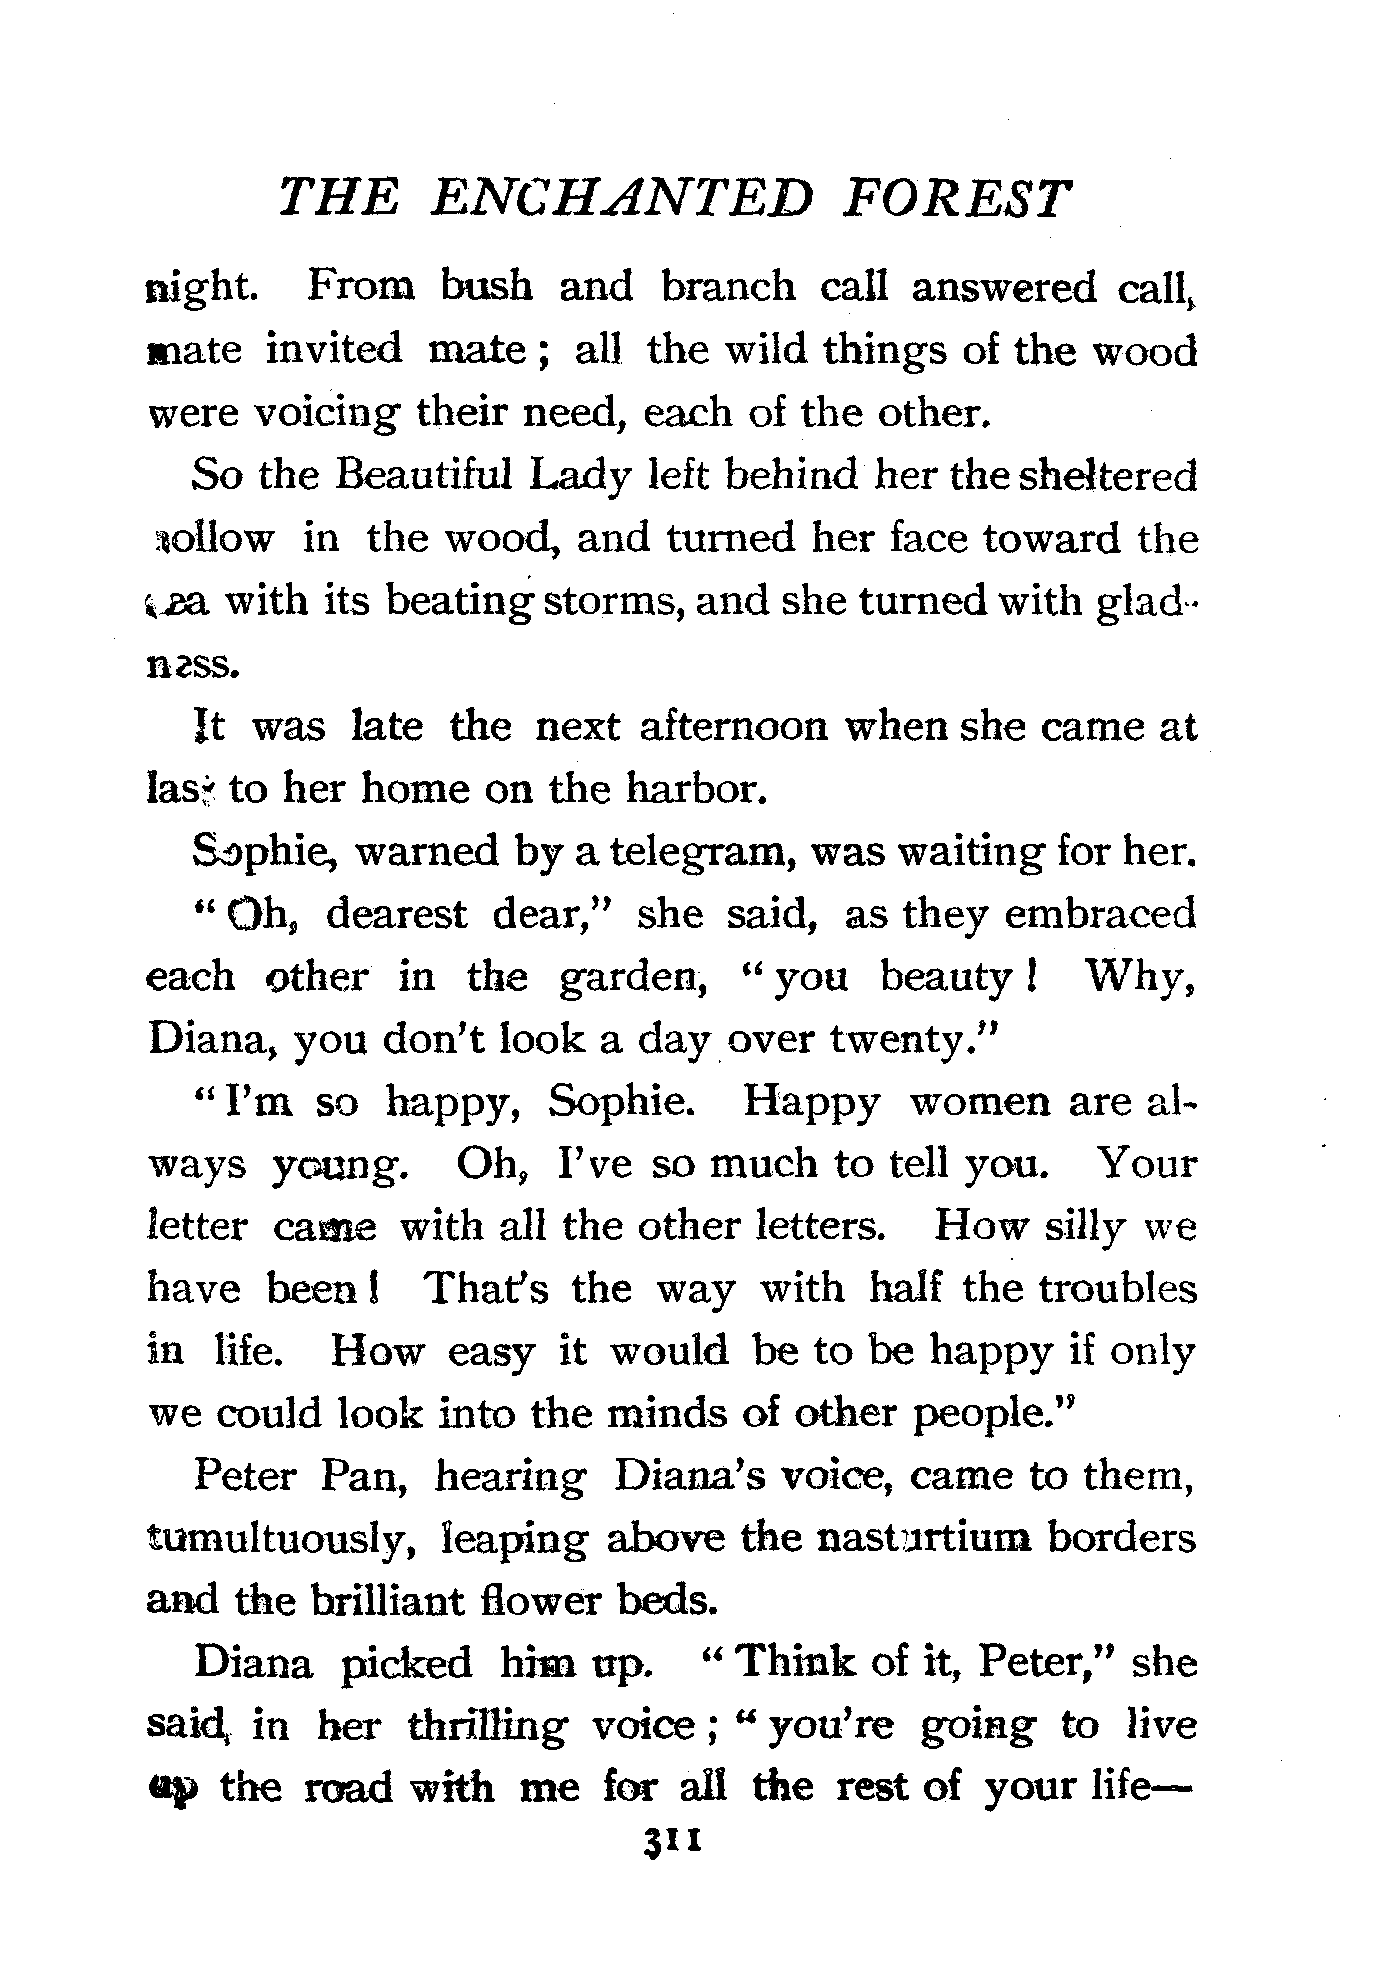 THE ENCHANTED FOREST
night. From bush and branch call answered call,
mate invited mate; all the wild things of the wood
were voicing their need, each of the other.
So the Beautiful Lady left behind her the sheltered
hollow in the wood, and turned her face toward the
sea with its beating storms, and she turned with glad-
ness.
It was late the next afternoon when she came at
last to her home on the harbor.
Sophie, warned by a telegram, was waiting for her.
"Oh, dearest dear," she said, as they embraced
each other in the garden, "you beauty! Why,
Diana, you don't look a day over twenty."
"I'm so happy, Sophie. Happy women are al-
ways young. Oh, I've so much to tell you. Your
letter came with all the other letters. How silly we
have been! That's the way with half the troubles
in life. How easy it would be to be happy if only
we could look into the minds of other people."
Peter Pan, hearing Diana's voice, came to them,
tumultuously, leaping above the nasturtium borders
and the brilliant flower beds.
Diana picked him up. "Think of it, Peter," she
said, in her thrilling voice; "you're going to live
up the road with me for all the rest of your life—
311